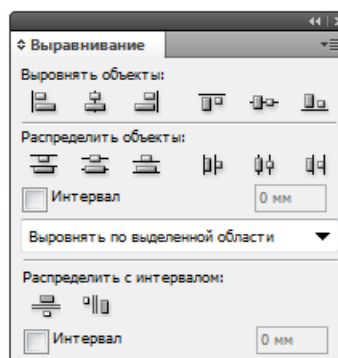 Выравнивание
Выровнять объекты:
Распределить объекты:
Интервал 0 мм
Выровнять по выделенной области
Распределить с интервалом:
Интервал 0 мм